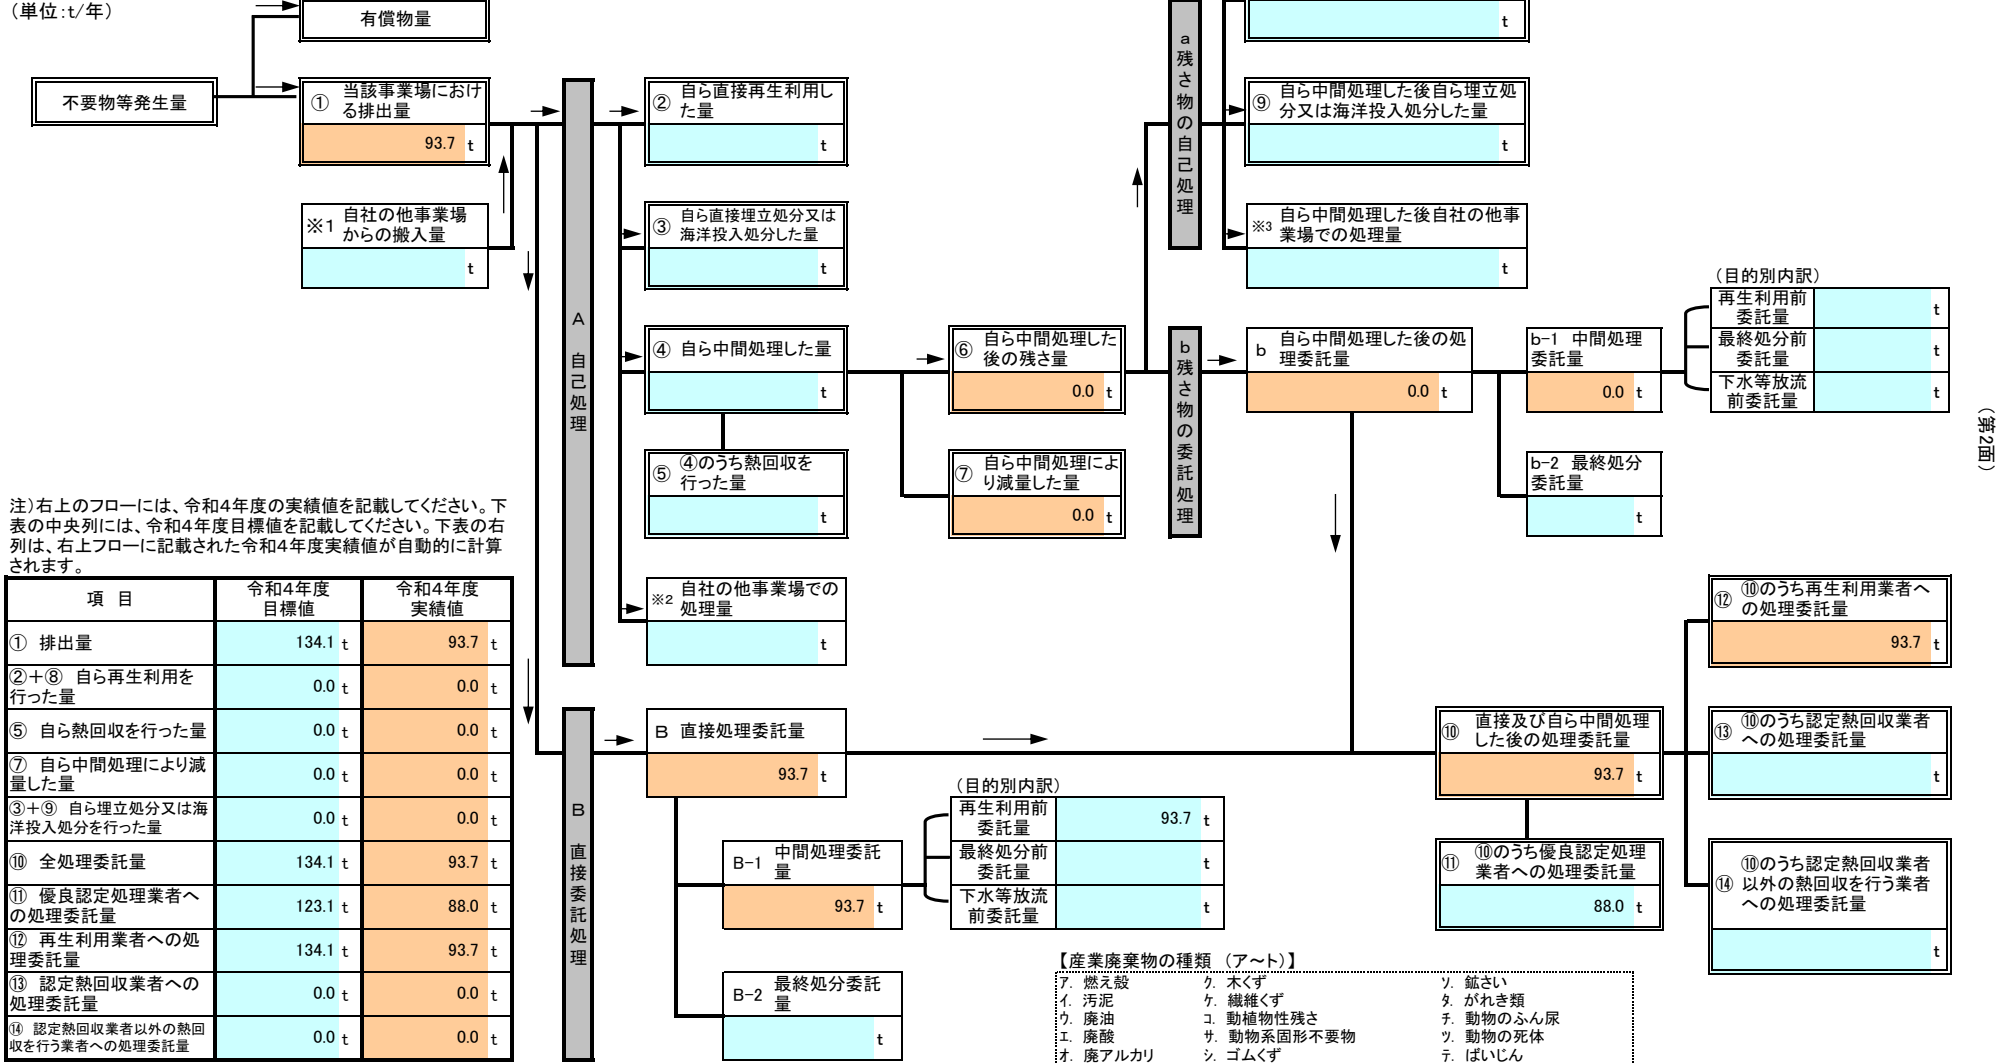 (単位:t/年)
有償物量
不要物等発生量
① 当該事業場におけ
る排出量
93.7 t
※1 自社の他事業場
からの搬入量
t
A 自己処理
② 自ら直接再生利用し
た量
t
③ 自ら直接埋立処分又は
海洋投入処分した量
t
④ 自ら中間処理した量
t
⑤ ④のうち熱回収を
行った量
t
※2 自社の他事業場での
処理量
t
⑥ 自ら中間処理した
後の残さ量
0.0 t
⑦ 自ら中間処理によ
り減量した量
0.0 t
a残さ物の自己処理
t
⑨ 自ら中間処理した後自ら埋立処
分又は海洋投入処分した量
t
※3 自ら中間処理した後自社の他事
業場での処理量
t
b残さ物の委託処理
b 自ら中間処理した後の処
理委託量
0.0 t
b-1 中間処理
委託量
0.0 t
b-2 最終処分
委託量
t
(目的別内訳)
再生利用前
委託量
t
最終処分前
委託量
t
下水等放流
前委託量
t
(第2面)
注)右上のフローには、令和4年度の実績値を記載してください。下
表の中央列には、令和4年度目標値を記載してください。下表の右
列は、右上フローに記載された令和4年度実績値が自動的に計算
されます。
項 目 令和4年度
目標値 令和4年度
実績値
① 排出量 134.1 t 93.7 t
②+⑧ 自ら再生利用を
行った量 0.0 t 0.0 t
⑤ 自ら熱回収を行った量 0.0 t 0.0 t
⑦ 自ら中間処理により減
量した量 0.0 t 0.0 t
③+⑨ 自ら埋立処分又は海
洋投入処分を行った量 0.0 t 0.0 t
⑩ 全処理委託量 134.1 t 93.7 t
⑪ 優良認定処理業者へ
の処理委託量 123.1 t 88.0 t
⑫ 再生利用業者への処
理委託量 134.1 t 93.7 t
⑬ 認定熱回収業者への
処理委託量 0.0 t 0.0 t
⑭ 認定熱回収業者以外の熱回
収を行う業者への処理委託量 0.0 t 0.0 t
B 直接委託処理
B 直接処理委託量
93.7 t
B-1 中間処理委託
量
93.7 t
B-2 最終処分委託
量
t
(目的別内訳)
再生利用前
委託量
93.7 t
最終処分前
委託量
t
下水等放流
前委託量
t
⑩ 直接及び自ら中間処理
した後の処理委託量
93.7 t
⑪ ⑩のうち優良認定処理
業者への処理委託量
88.0 t
⑫ ⑩のうち再生利用業者へ
の処理委託量
93.7 t
⑬ ⑩のうち認定熱回収業者
への処理委託量
t
⑭ ⑩のうち認定熱回収業者
以外の熱回収を行う業者
への処理委託量
t
【産業廃棄物の種類 (ア～ト)】
ア. 燃え殻 ク. 木くず ソ. 鉱さい
イ. 汚泥 ケ. 繊維くず タ. がれき類
ウ. 廃油 コ. 動植物性残さ チ. 動物のふん尿
エ. 廃酸 サ. 動物系固形不要物 ツ. 動物の死体
オ. 廃アルカリ シ. ゴムくず テ. ばいじん